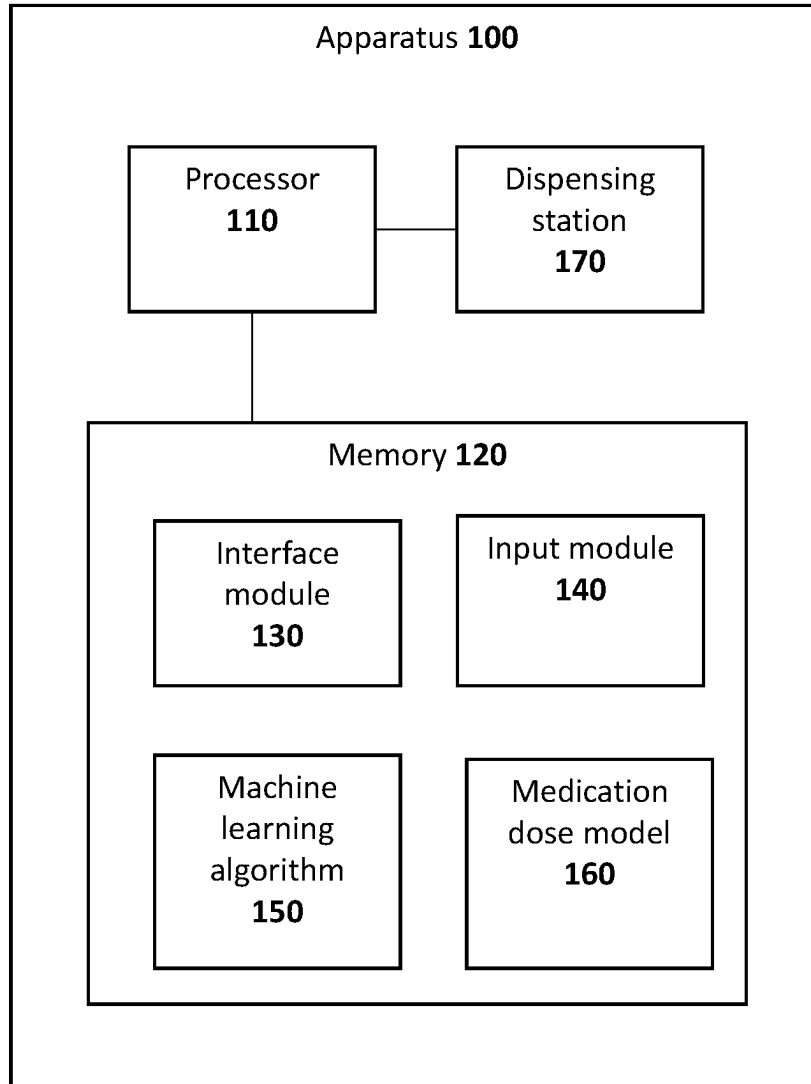 Apparatus 100
Processor
110
Dispensing
station
170
Memory 120
Interface
module
130
Input module
140
Machine
learning
algorithm
150
Medication
dose model
160